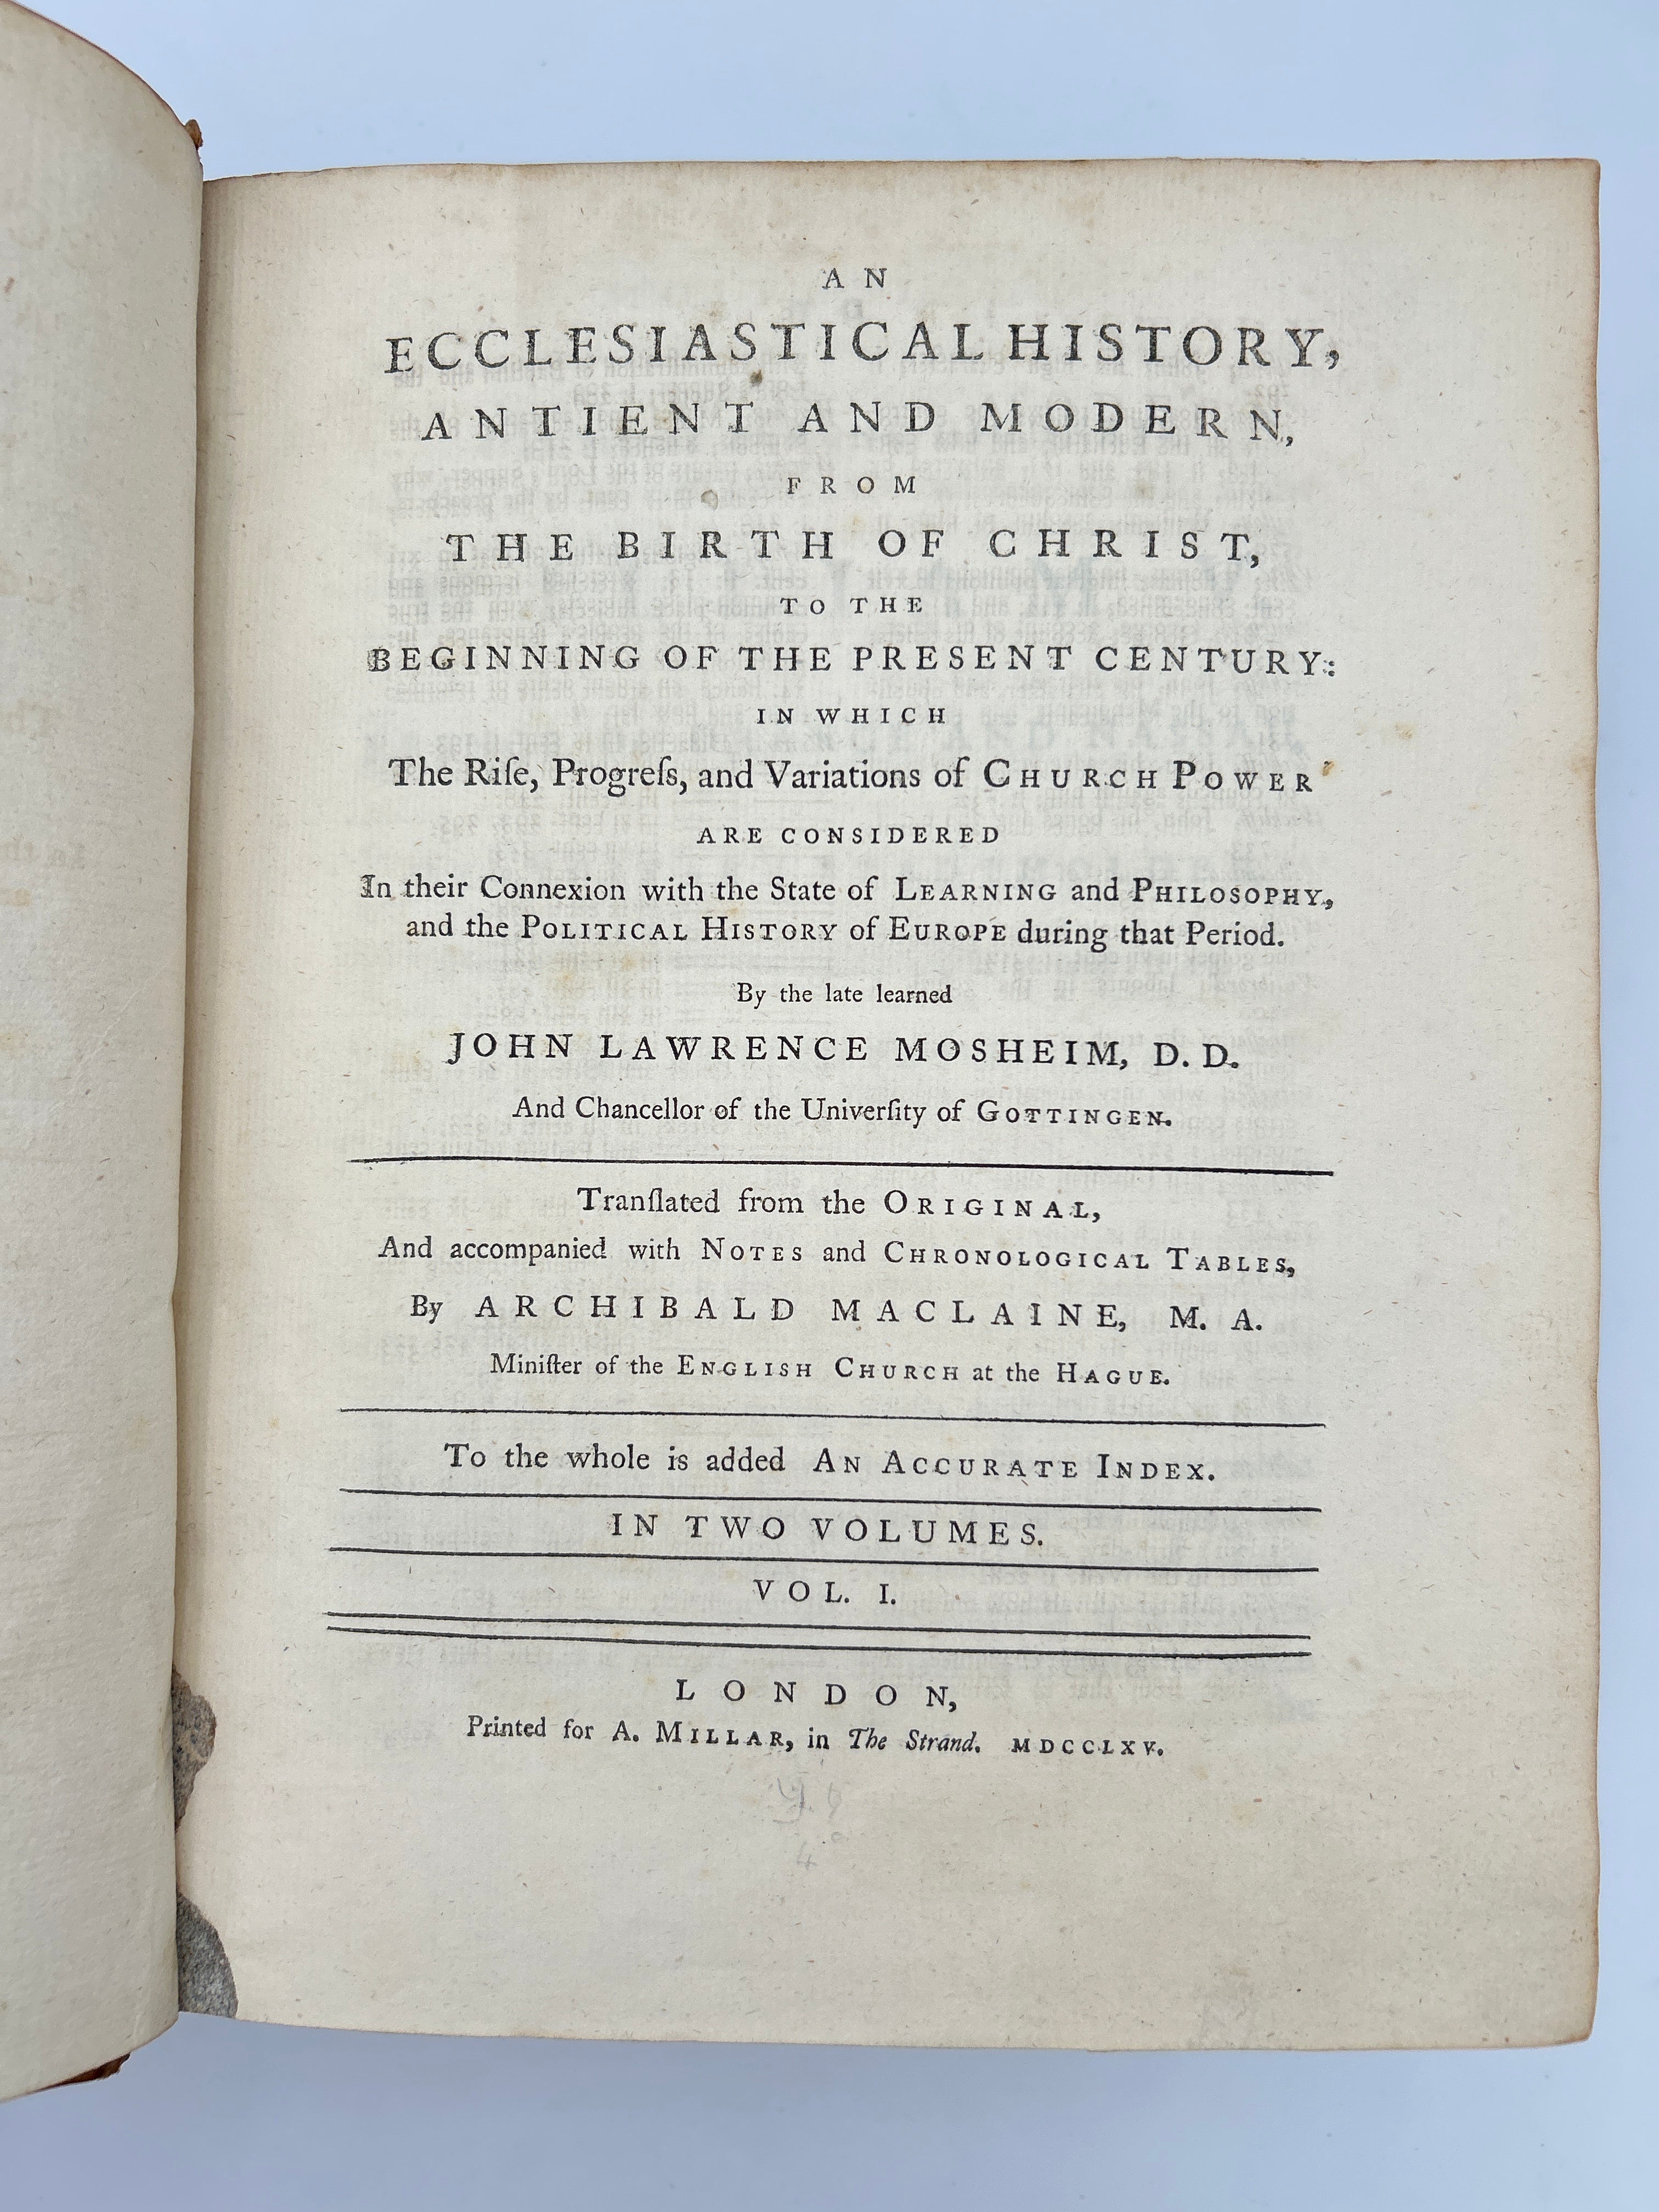 AN
ECCLESIASTICAL HISTORY,
ANTIENT AND MODERN,
FROM
THE BIRTH OF CHRIST,
TO THE
BEGINNING OF THE PRESENT CENTURY:
IN WHICH
The Riſe, Progreſs, and Variations of CHURCH POWER
ARE CONSIDERED
In their Connexion with the State of LEARNING and PHILOSOPHY,
and the POLITICAL HISTORY of EUROPE during that Period.
By the late learned
JOHN LAWRENCE MOSHEIM, D. D.
And Chancellor of the Univerſity of GOTTINGEN.
Tranſlated from the ORIGINAL,
And accompanied with NOTES and CHRONOLOGICAL TABLES,
By ARCHIBALD MACLAINE, M. A.
Miniſter of the ENGLISH CHURCH at the HAGUE.
To the whole is added AN ACCURATE INDEX.
IN TWO VOLUMES.
VOL. I.
LONDON,
Printed for A. MILLAR, in The Strand. MDCCLXV.